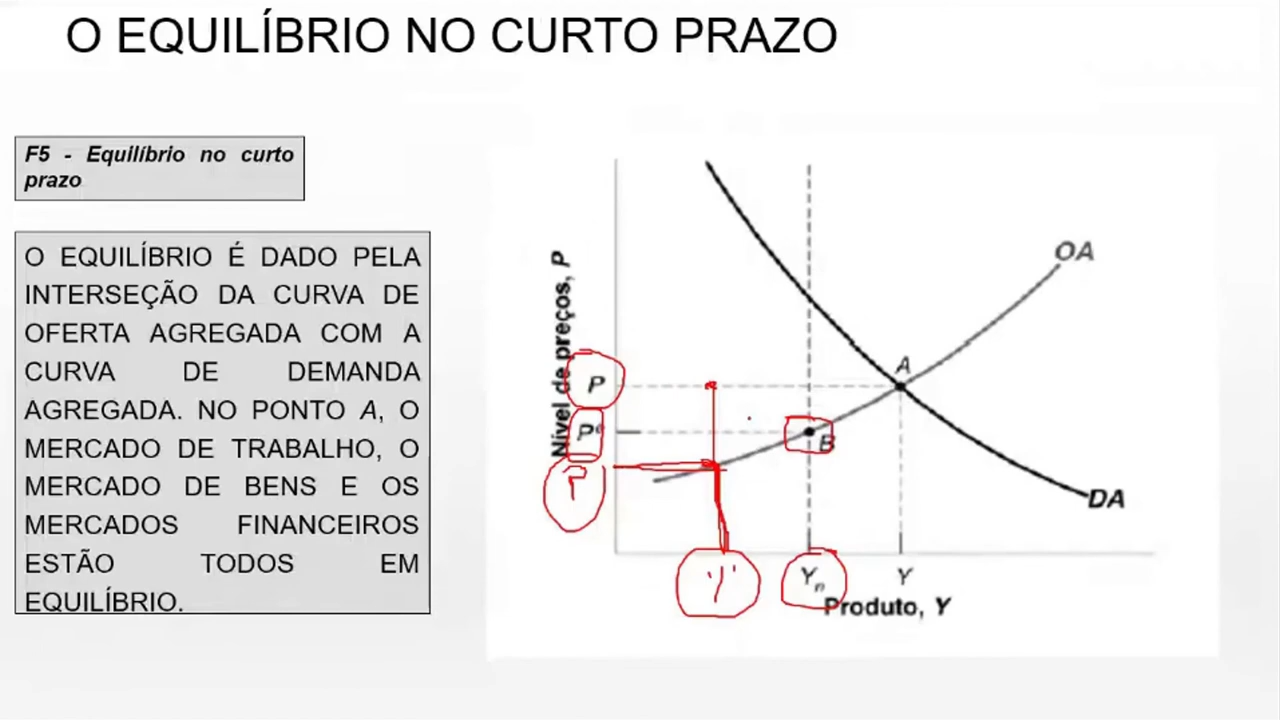 O EQUILÍBRIO NO CURTO PRAZO
F5 - Equilíbrio no curto
prazo
O EQUILÍBRIO É DADO PELA
INTERSEÇÃO DA CURVA DE
OFERTA AGREGADA COM A
CURVA DE DEMANDA
AGREGADA. NO PONTO A, O
MERCADO DE TRABALHO, O
MERCADO DE BENS E OS
MERCADOS FINANCEIROS
ESTÃO TODOS EM
EQUILÍBRIO.
Nível de preços, P
OA
A
P
Pe
B
P
DA
Y'
Yn
Y
Produto, Y